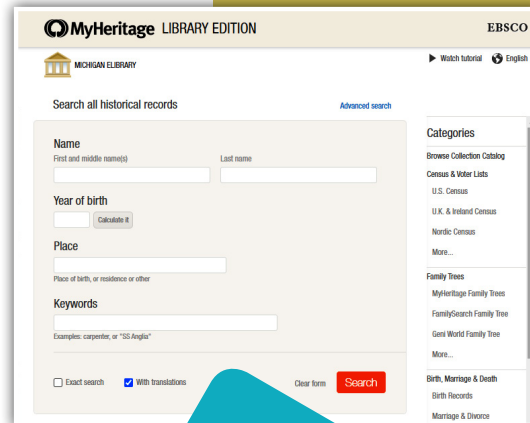 MyHeritage LIBRARY EDITION
EBSCO
MICHIGAN ELIBRARY
Watch tutorial English
Search all historical records
Advanced search
Name
First and middle name(s) Last name
Year of birth
Calculate it
Place
Place of birth, or residence or other
Keywords
Examples: carpenter, or "SS Anglia"
Exact search With translations Clear form Search
Categories
Browse Collection Catalog
Census & Voter Lists
U.S. Census
U.K. & Ireland Census
Nordic Census
More...
Family Trees
MyHeritage Family Trees
FamilySearch Family Tree
Geni World Family Tree
More...
Birth, Marriage & Death
Birth Records
Marriage & Divorce